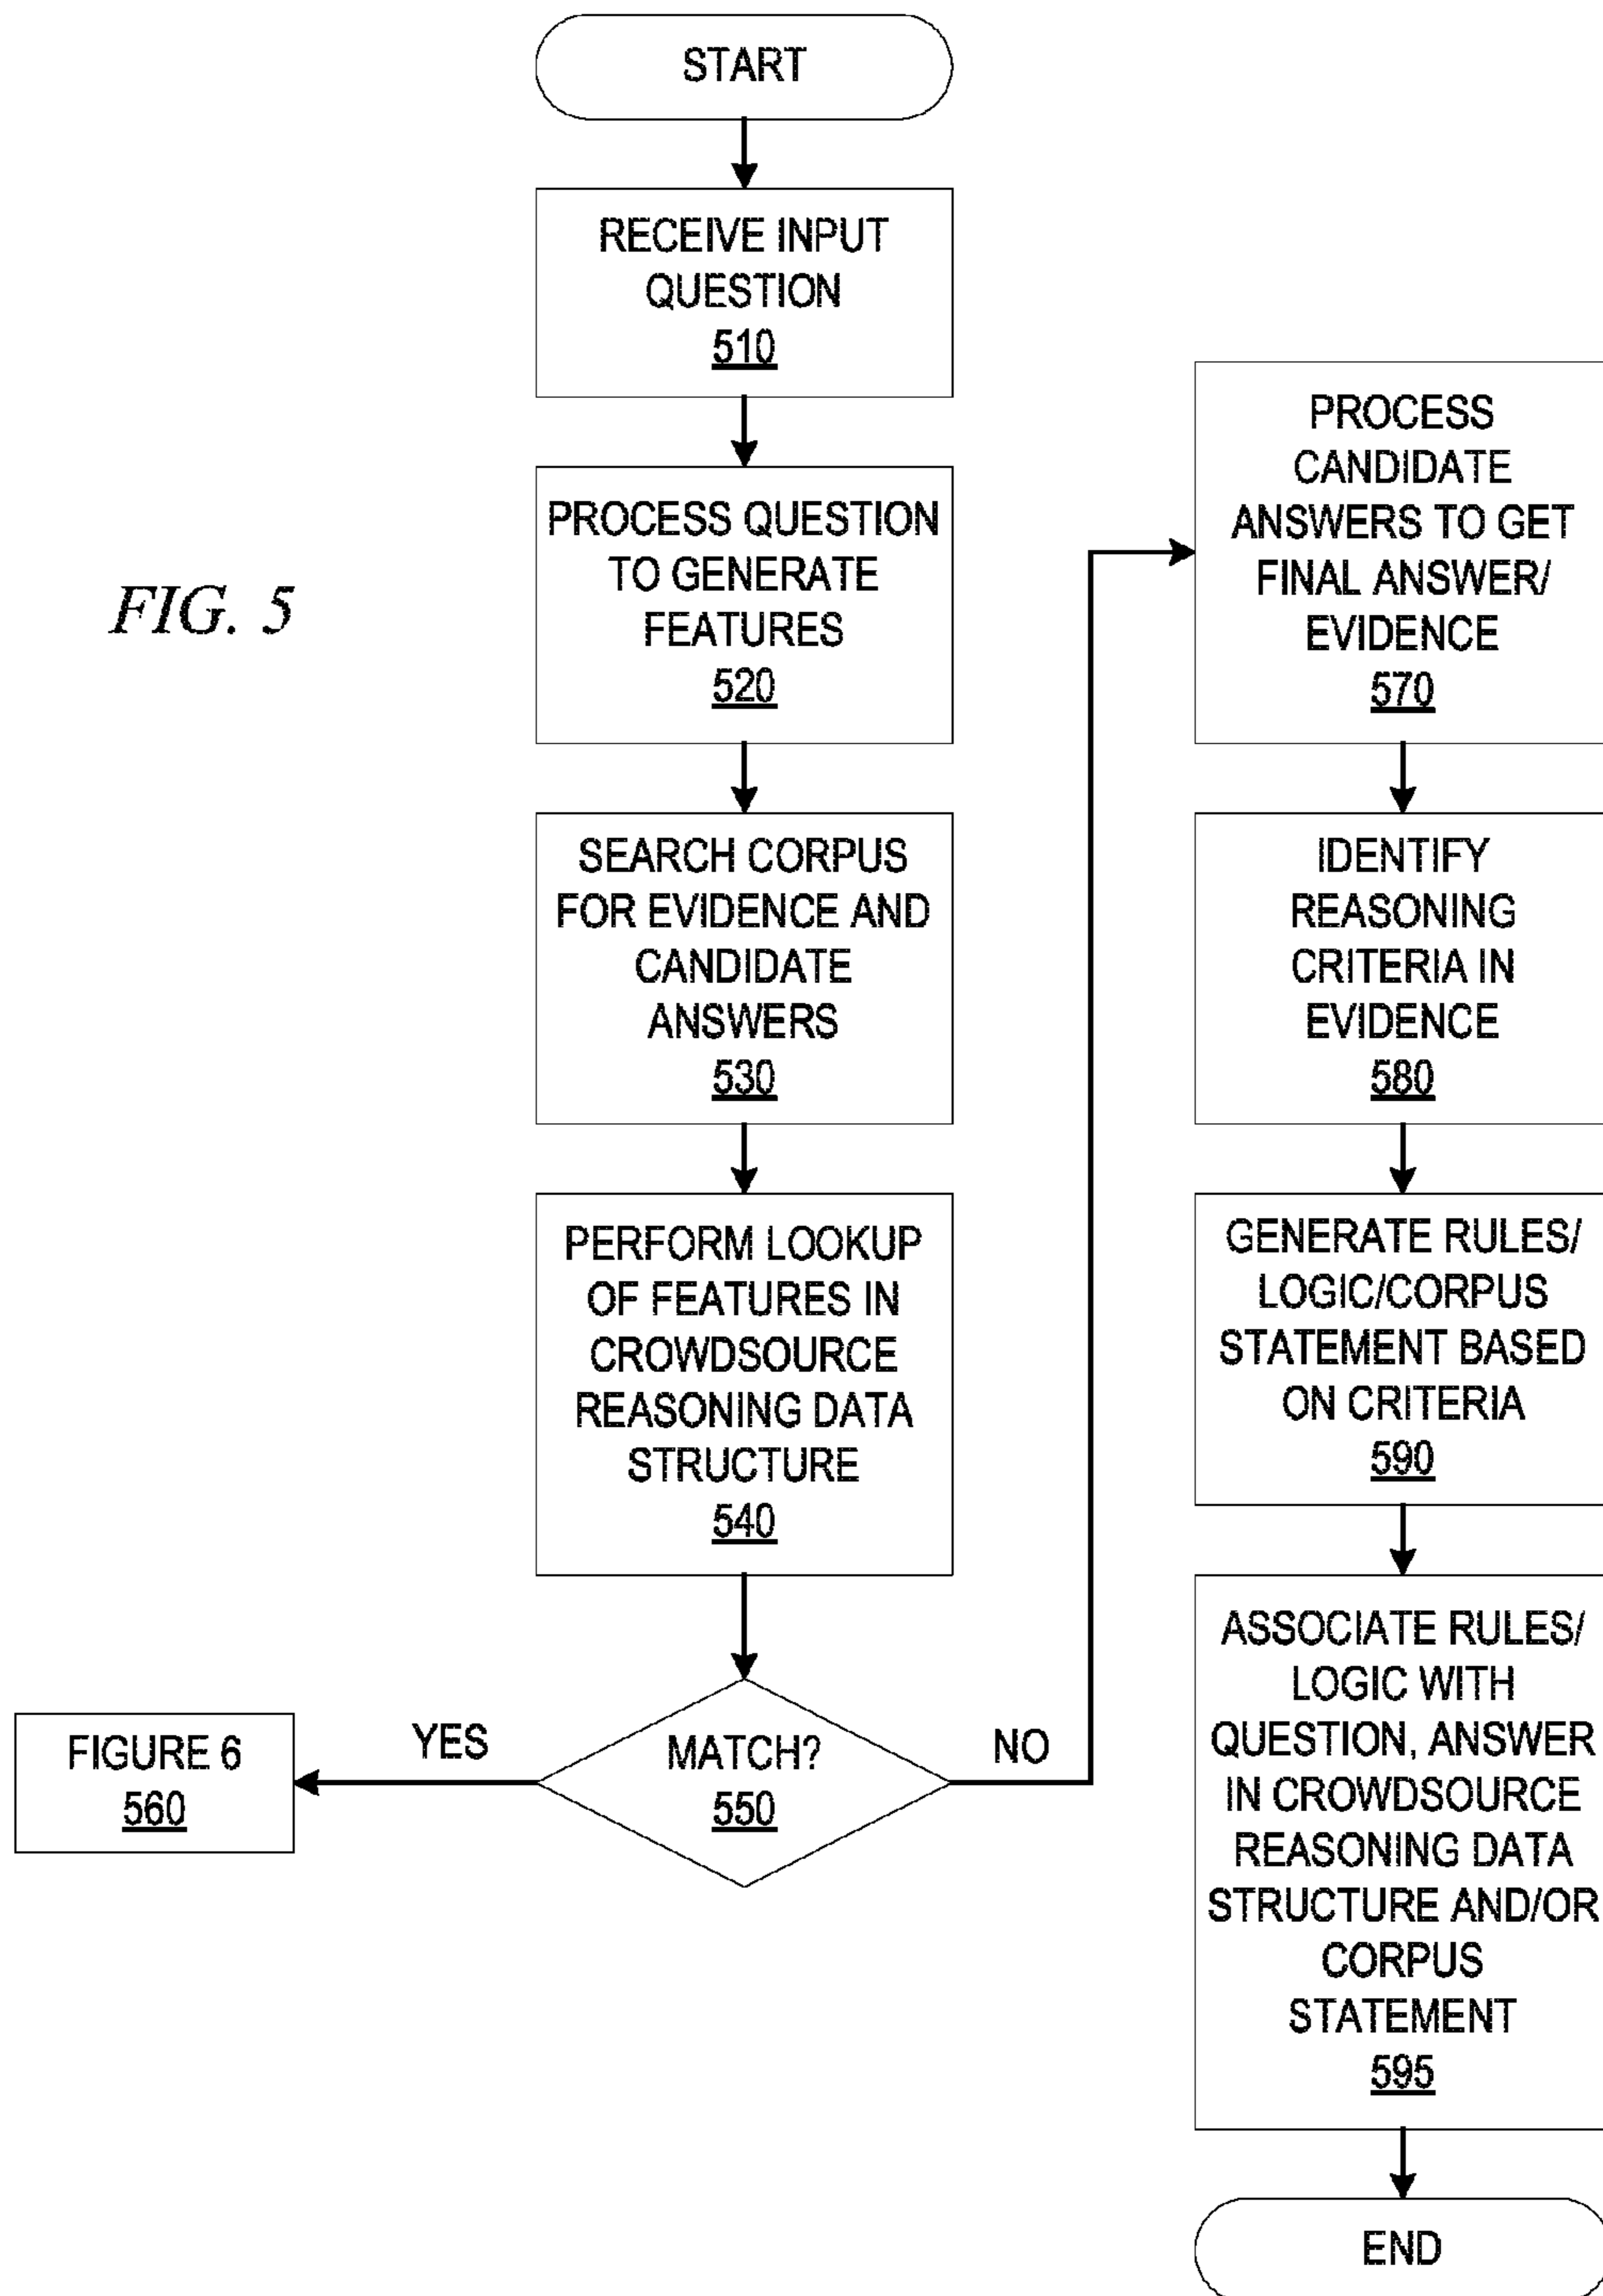 START
RECEIVE INPUT
QUESTION
510
PROCESS QUESTION
TO GENERATE
FEATURES
520
FIG. 5
SEARCH CORPUS
FOR EVIDENCE AND
CANDIDATE
ANSWERS
530
PERFORM LOOKUP
OF FEATURES IN
CROWDSOURCE
REASONING DATA
STRUCTURE
540
MATCH?
550
YES
FIGURE 6
560
NO
PROCESS
CANDIDATE
ANSWERS TO GET
FINAL ANSWER/
EVIDENCE
570
IDENTIFY
REASONING
CRITERIA IN
EVIDENCE
580
GENERATE RULES/
LOGIC/CORPUS
STATEMENT BASED
ON CRITERIA
590
ASSOCIATE RULES/
LOGIC WITH
QUESTION, ANSWER
IN CROWDSOURCE
REASONING DATA
STRUCTURE AND/OR
CORPUS
STATEMENT
595
END